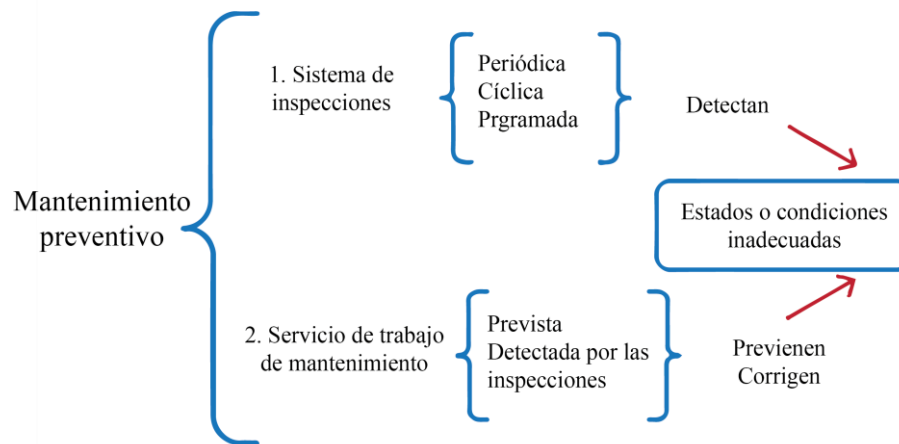 Mantenimiento
preventivo
1. Sistema de
inspecciones
Periódica
Cíclica
Prgramada
Detectan
Estados o condiciones
inadecuadas
2. Servicio de trabajo
de mantenimiento
Prevista
Detectada por las
inspecciones
Previenen
Corrigen